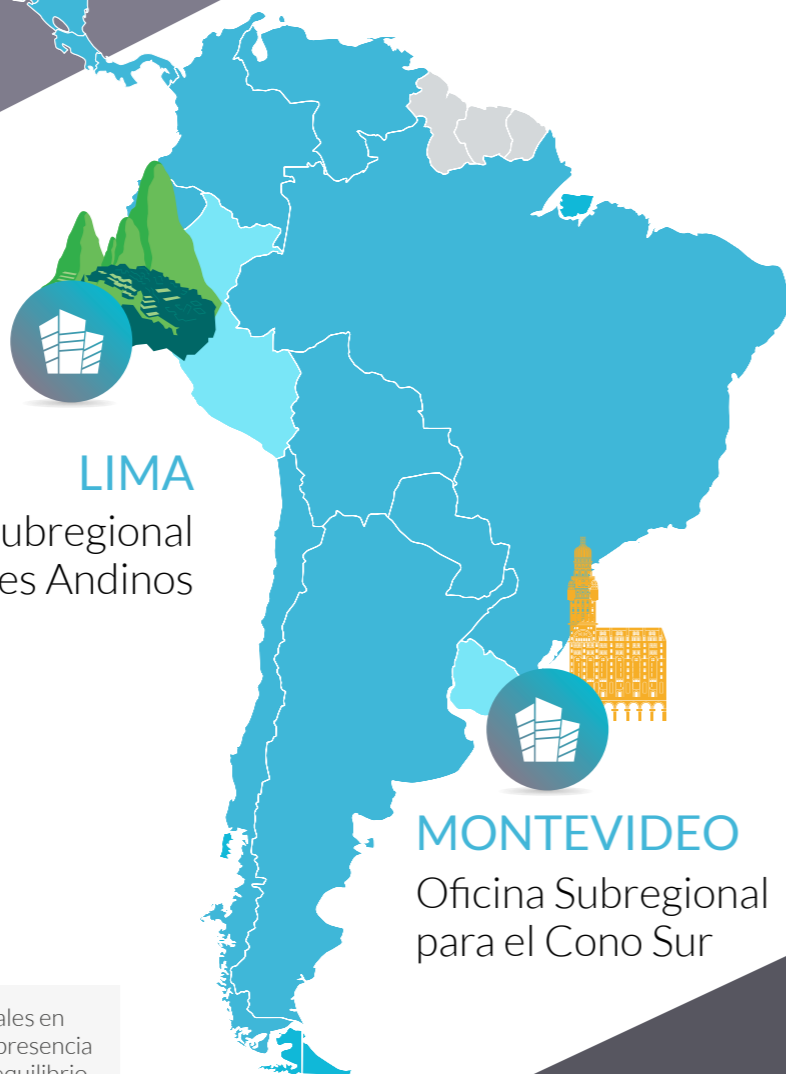 LIMA
ubregional
es Andinos
MONTEVIDEO
Oficina Subregional
para el Cono Sur
ales en
presencia